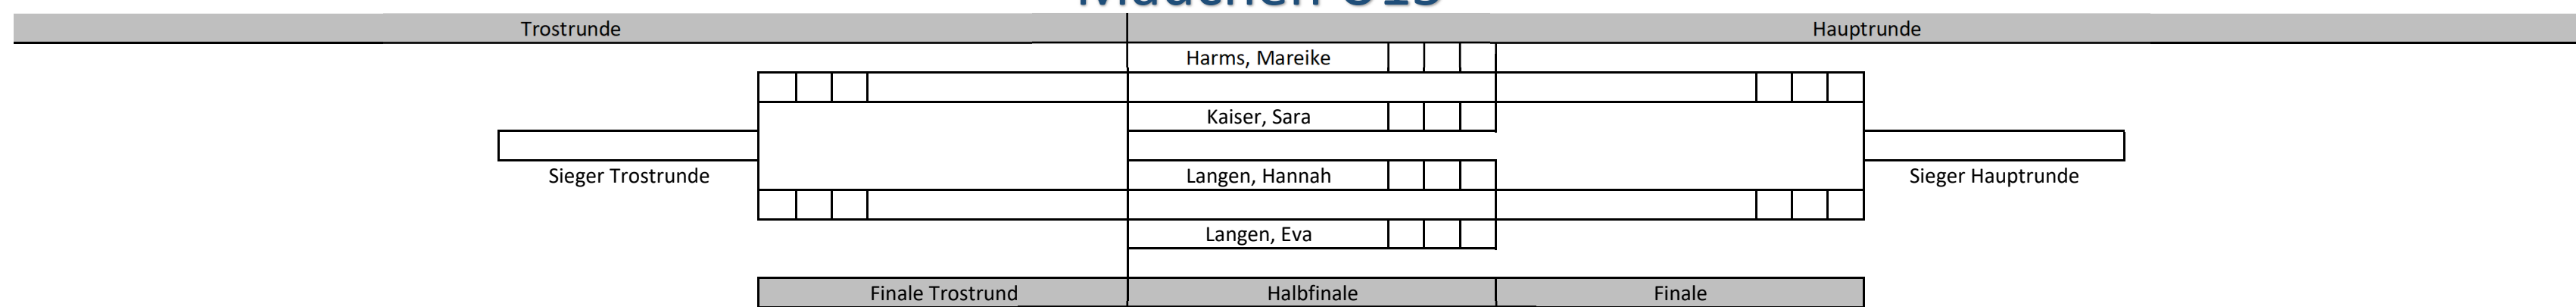 Trostrunde Hauptrunde
Harms, Mareike
Kaiser, Sara
Langen, Hannah
Sieger Trostrunde Sieger Hauptrunde
Langen, Eva
Finale Trostrund Halbfinale Finale